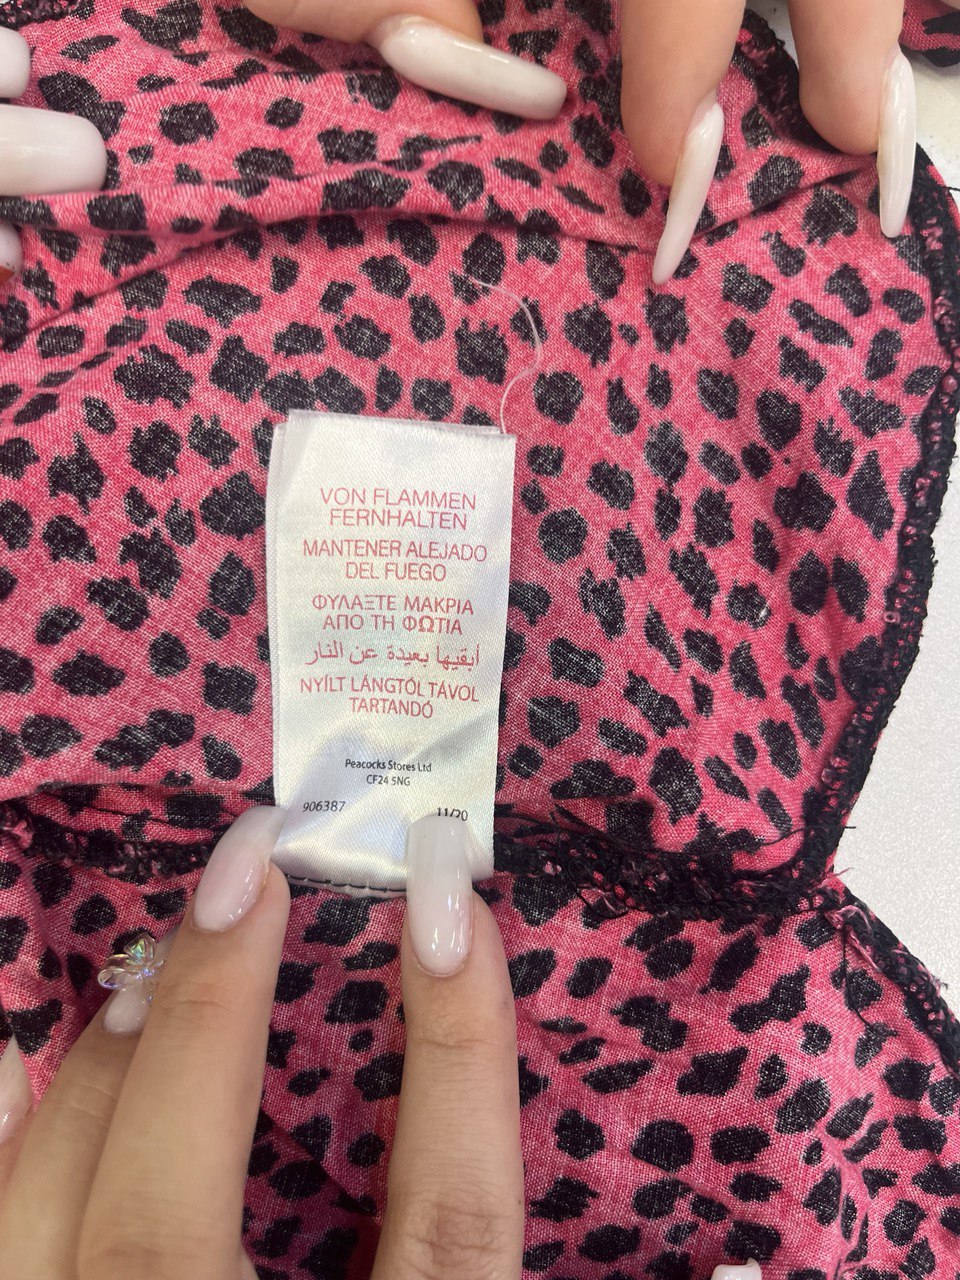 VON FLAMMEN
FERNHALTEN
MANTENER ALEJADO
DEL FUEGO
ΦΥΛΑΞΤΕ ΜΑΚΡΙΑ
ΑΠΟ ΤΗ ΦΩΤΙΑ
أبقيها بعيدة عن النار
NYÍLT LÁNGTÓL TÁVOL
TARTANDÓ
Peacocks Stores Ltd
CF24 5NG
906387 11/20